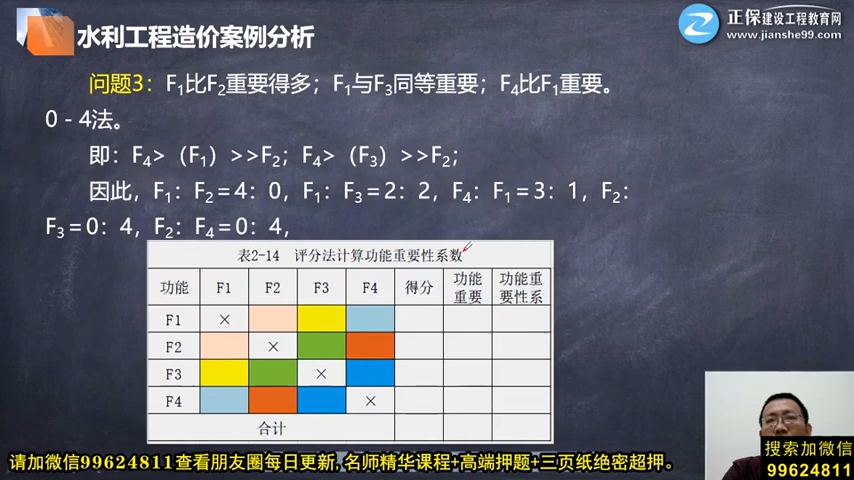 水利工程造价案例分析
正保建设工程教育网
www.jianshe99.com
问题3：F1比F2重要得多；F1与F3同等重要；F4比F1重要。
0－4法。
即：F4>（F1）>>F2；F4>（F3）>>F2；
因此，F1：F2＝4：0，F1：F3＝2：2，F4：F1＝3：1，F2：
F3＝0：4，F2：F4＝0：4，
表2-14 评分法计算功能重要性系数
功能 F1 F2 F3 F4 得分 功能重要 功能重要性系
F1 ×
F2 ×
F3 ×
F4 ×
合计
搜索加微信
99624811
请加微信99624811查看朋友圈每日更新,名师精华课程+高端押题+三页纸绝密超押。